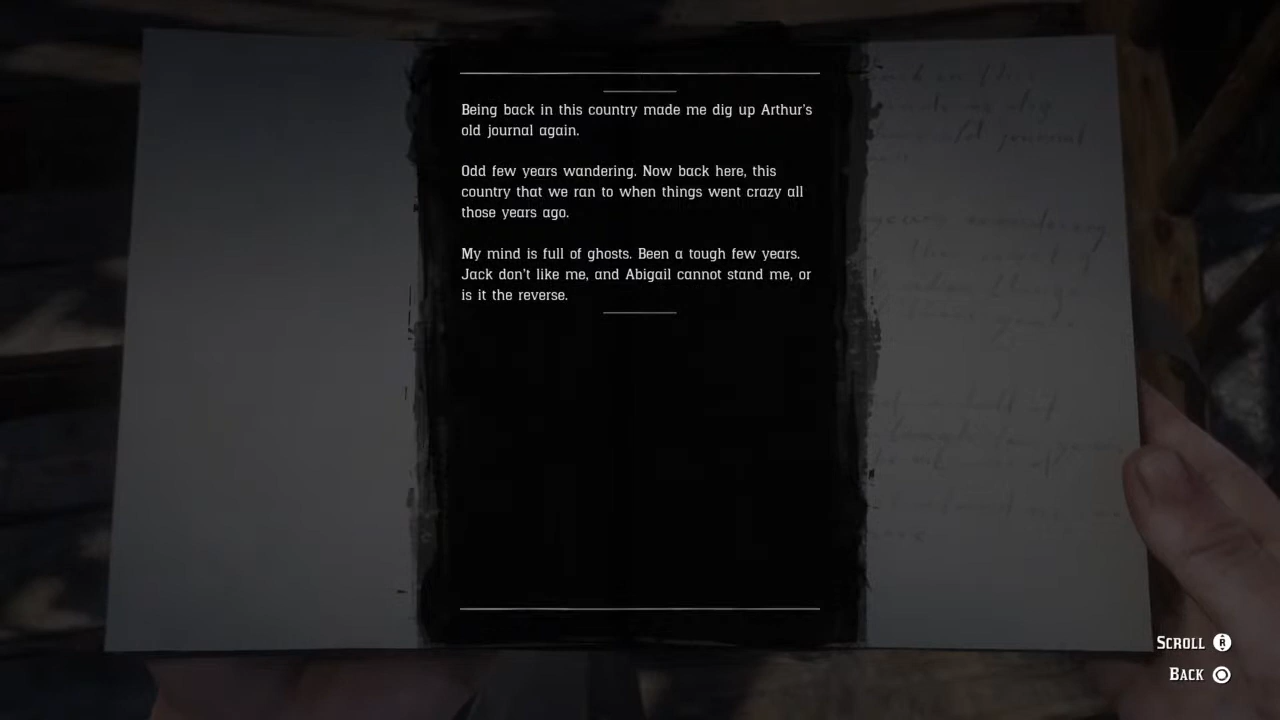 Being back in this country made me dig up Arthur's
old journal again.
Odd few years wandering. Now back here, this
country that we ran to when things went crazy all
those years ago.
My mind is full of ghosts. Been a tough few years.
Jack don't like me, and Abigail cannot stand me, or
is it the reverse.
SCROLL R
BACK